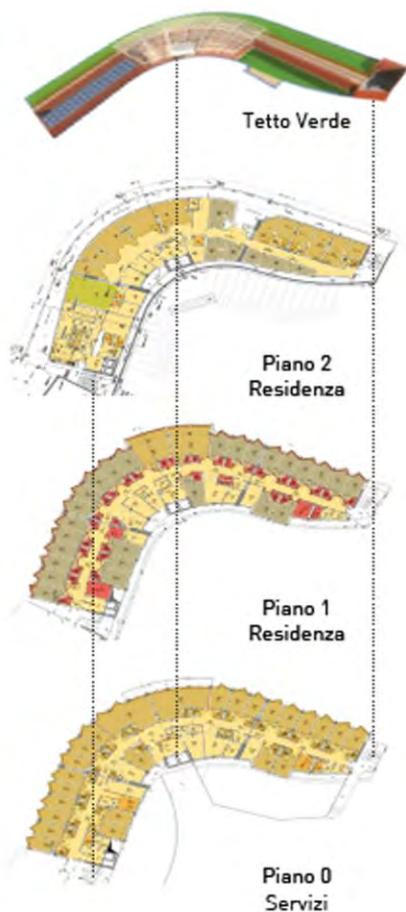 Tetto Verde
Piano 2
Residenza
Piano 1
Residenza
Piano 0
Servizi